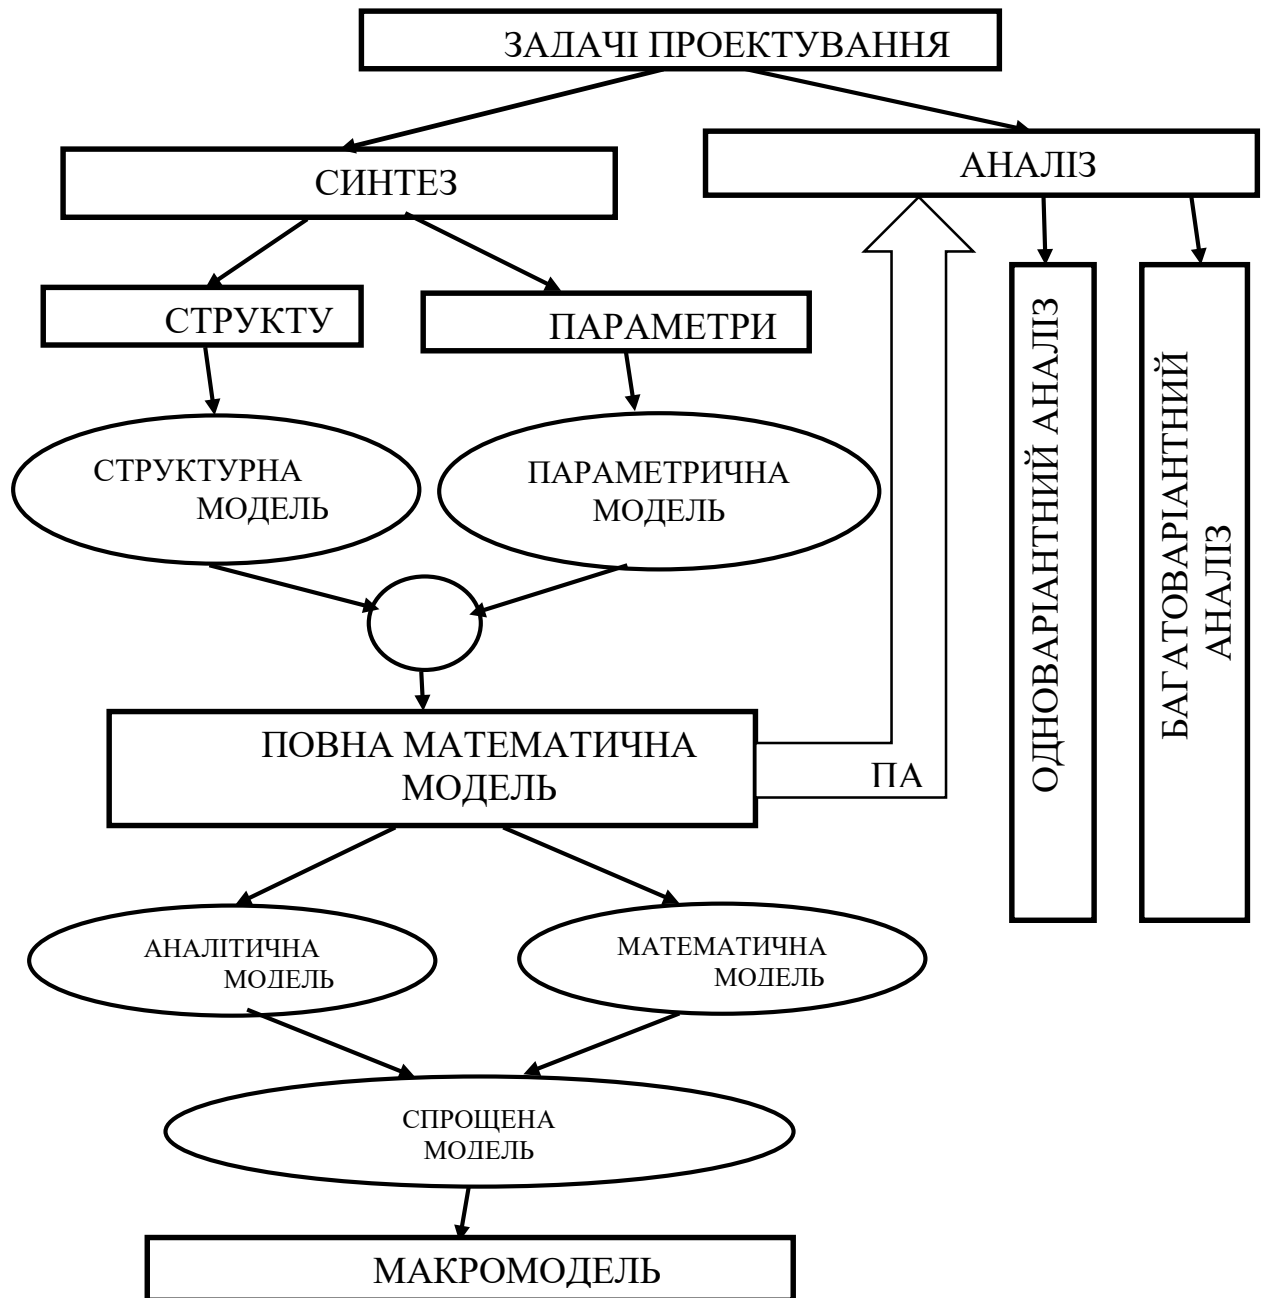 ЗАДАЧІ ПРОЕКТУВАННЯ
СИНТЕЗ
АНАЛІЗ
СТРУКТУ
ПАРАМЕТРИ
СТРУКТУРНА
МОДЕЛЬ
ПАРАМЕТРИЧНА
МОДЕЛЬ
ОДНОВАРІАНТНИЙ АНАЛІЗ
БАГАТОВАРІАНТНИЙ
АНАЛІЗ
ПОВНА МАТЕМАТИЧНА
МОДЕЛЬ
ПА
АНАЛІТИЧНА
МОДЕЛЬ
МАТЕМАТИЧНА
МОДЕЛЬ
СПРОЩЕНА
МОДЕЛЬ
МАКРОМОДЕЛЬ